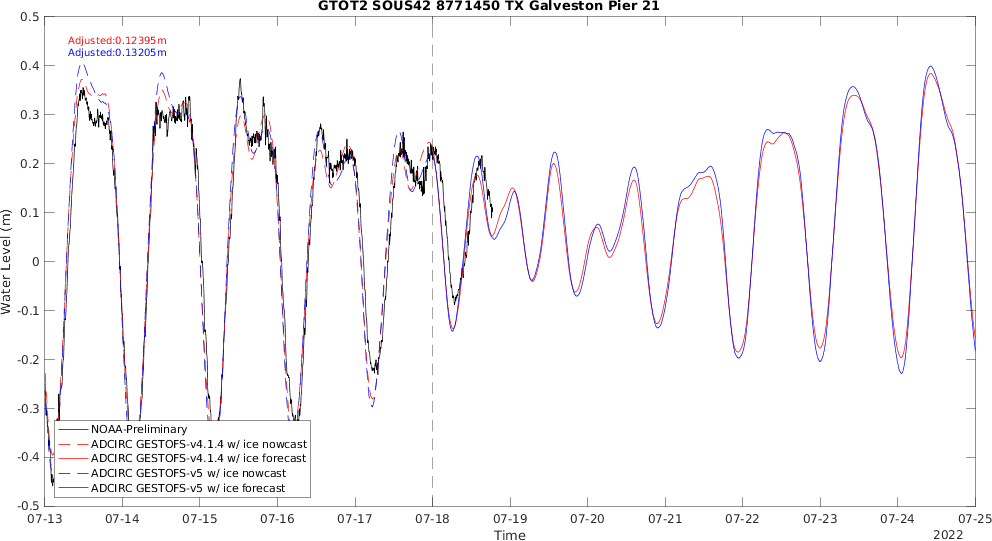 GTOT2 SOUS42 8771450 TX Galveston Pier 21
Adjusted:0.12395m
Adjusted:0.13205m
Water Level (m)
0.5
0.4
0.3
0.2
0.1
0
-0.1
-0.2
-0.3
-0.4
-0.5
NOAA-Preliminary
ADCIRC GESTOFS-v4.1.4 w/ ice nowcast
ADCIRC GESTOFS-v4.1.4 w/ ice forecast
ADCIRC GESTOFS-v5 w/ ice nowcast
ADCIRC GESTOFS-v5 w/ ice forecast
07-13 07-14 07-15 07-16 07-17 07-18 07-19 07-20 07-21 07-22 07-23 07-24 07-25
Time
2022